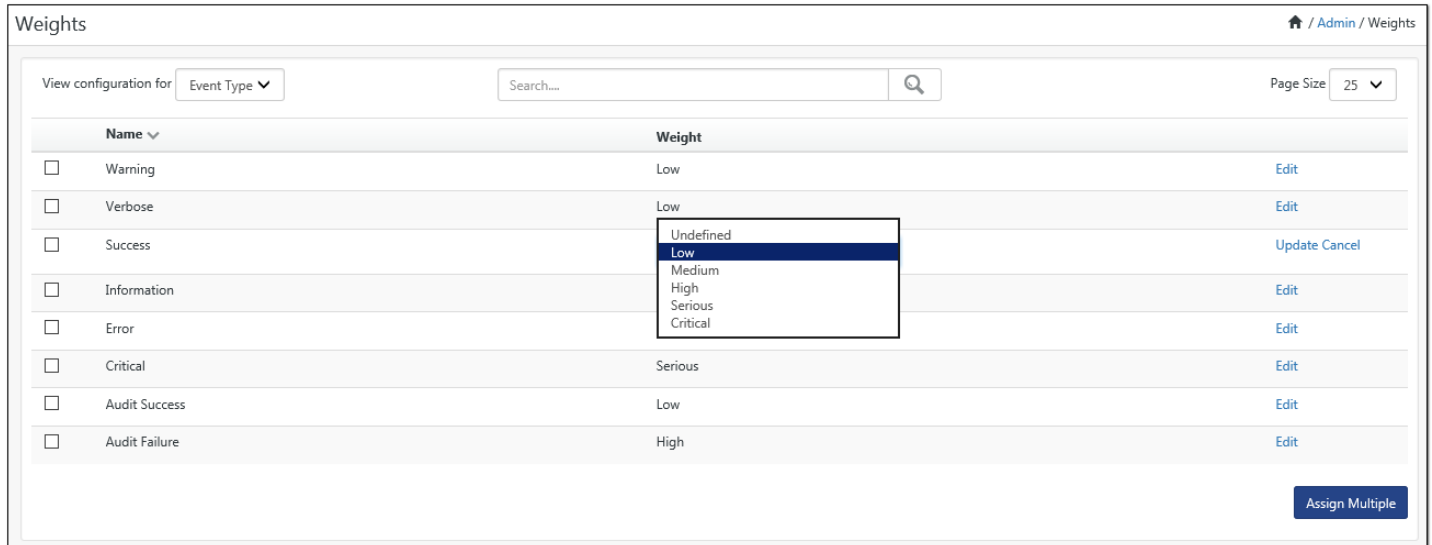 Weights
/ Admin / Weights
View configuration for Event Type
Search....
Page Size 25
Name Weight
Warning Low Edit
Verbose Low Edit
Success Update Cancel
Undefined
Low
Medium
High
Serious
Critical
Information Edit
Error Edit
Critical Serious Edit
Audit Success Low Edit
Audit Failure High Edit
Assign Multiple